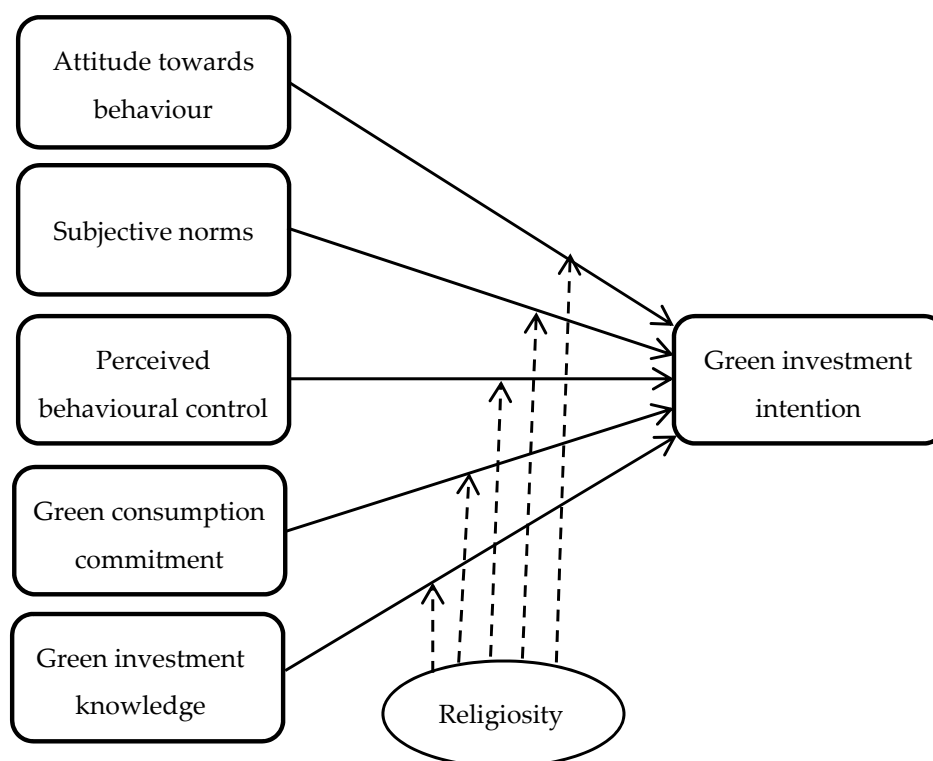 Attitude towards
behaviour
Subjective norms
Perceived
behavioural control
Green investment
intention
Green consumption
commitment
Green investment
knowledge
Religiosity